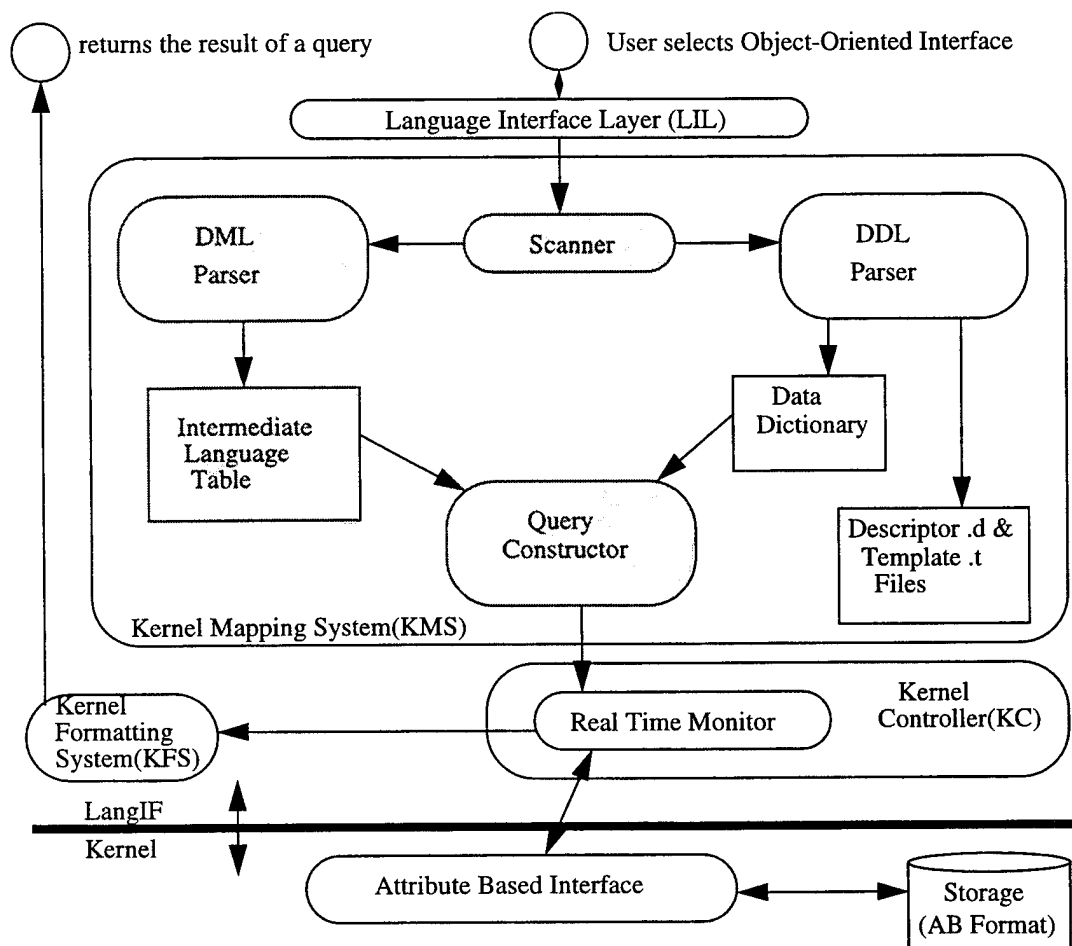 returns the result of a query
User selects Object-Oriented Interface
Language Interface Layer (LIL)
DML
Parser
Scanner
DDL
Parser
Intermediate
Language
Table
Data
Dictionary
Query
Constructor
Descriptor .d &
Template .t
Files
Kernel Mapping System(KMS)
Kernel
Formatting
System(KFS)
Real Time Monitor
Kernel
Controller(KC)
LangIF
Kernel
Attribute Based Interface
Storage
(AB Format)